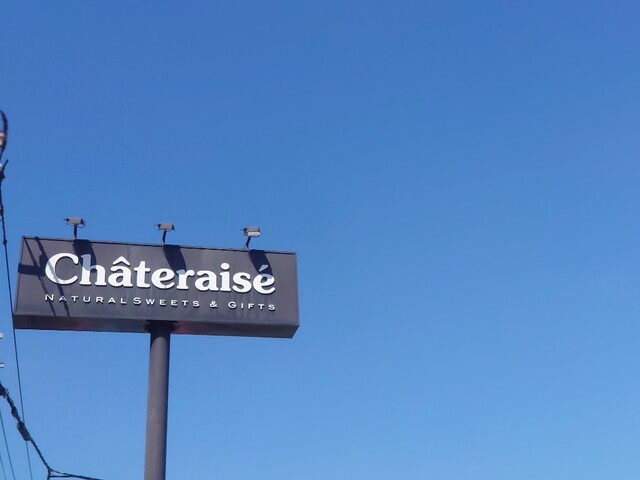 Châteraisé
NATURAL SWEETS & GIFTS